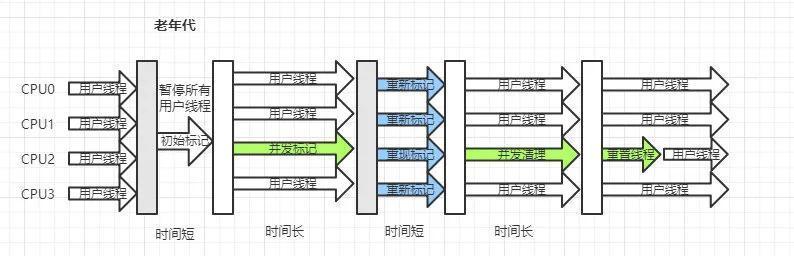 老年代
CPU0
CPU1
CPU2
CPU3
用户线程
用户线程
用户线程
用户线程
暂停所有
用户线程
初始标记
时间短
用户线程
用户线程
并发标记
用户线程
时间长
重新标记
重新标记
重现标记
重新标记
时间短
用户线程
用户线程
并发清理
用户线程
时间长
用户线程
用户线程
重置线程
用户线程
用户线程